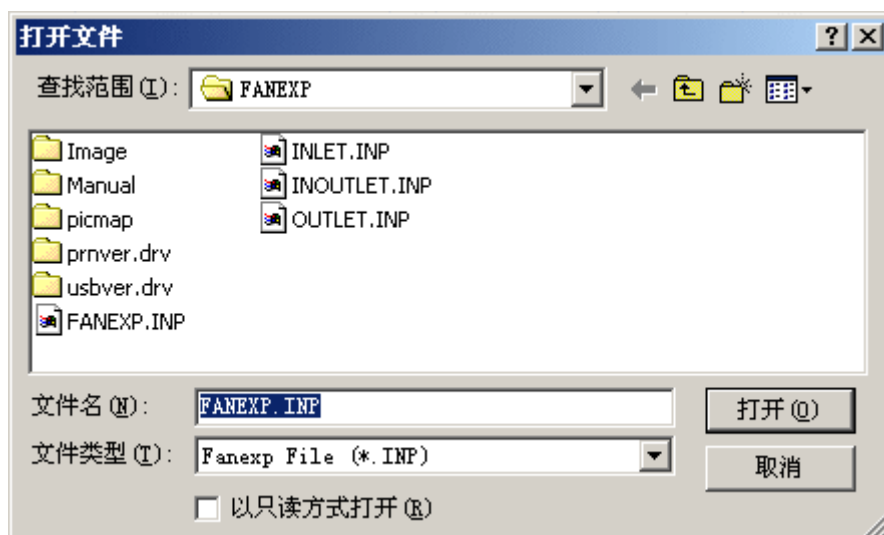 打开文件
查找范围(I): FANEXP
Image
Manual
picmap
prnver.drv
usbver.drv
FANEXP.INP
INLET.INP
INOUTLET.INP
OUTLET.INP
文件名(N): FANEXP.INP 打开(O)
文件类型(T): Fanexp File (*.INP) 取消
以只读方式打开(R)